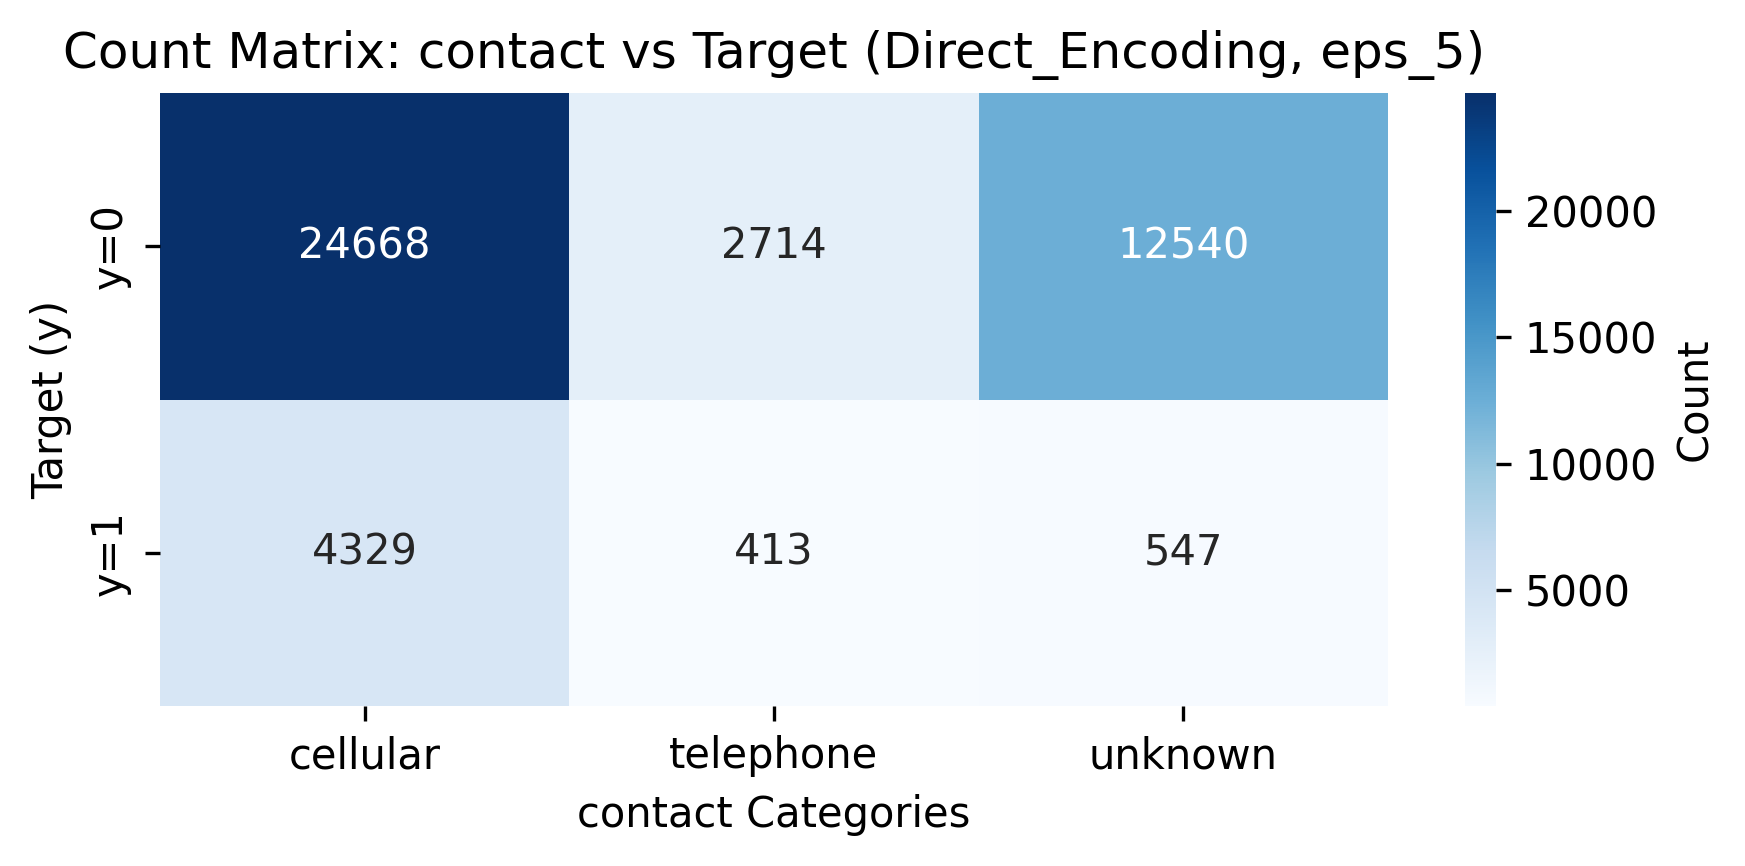 Count Matrix: contact vs Target (Direct_Encoding, eps_5)
Target (y)
y=0
24668
2714
12540
y=1
4329
413
547
cellular
telephone
unknown
contact Categories
20000
15000
10000
5000
Count